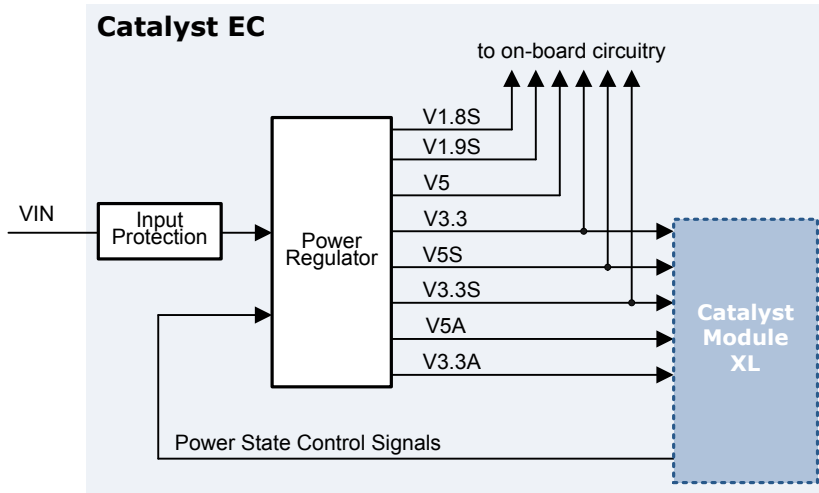 Catalyst EC
to on-board circuitry
V1.8S
V1.9S
V5
VIN
Input
Protection
V3.3
Power
Regulator
V5S
V3.3S
Catalyst
Module
XL
V5A
V3.3A
Power State Control Signals